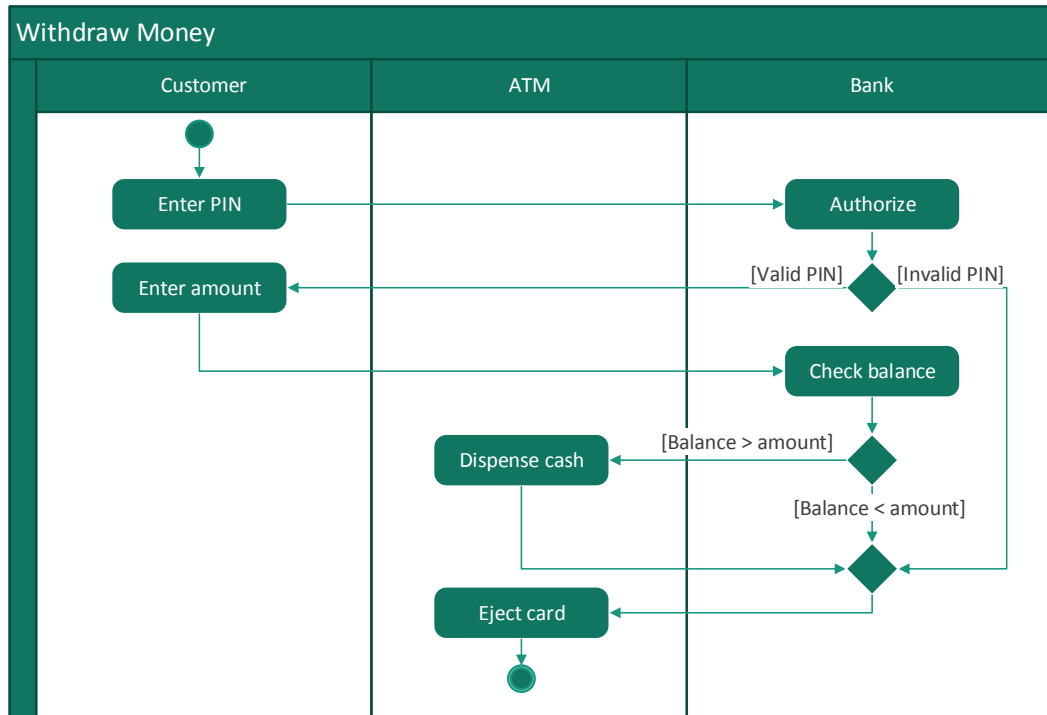 Withdraw Money
Customer
ATM
Bank
Enter PIN
Authorize
[Valid PIN]
[Invalid PIN]
Enter amount
Check balance
[Balance > amount]
Dispense cash
[Balance < amount]
Eject card